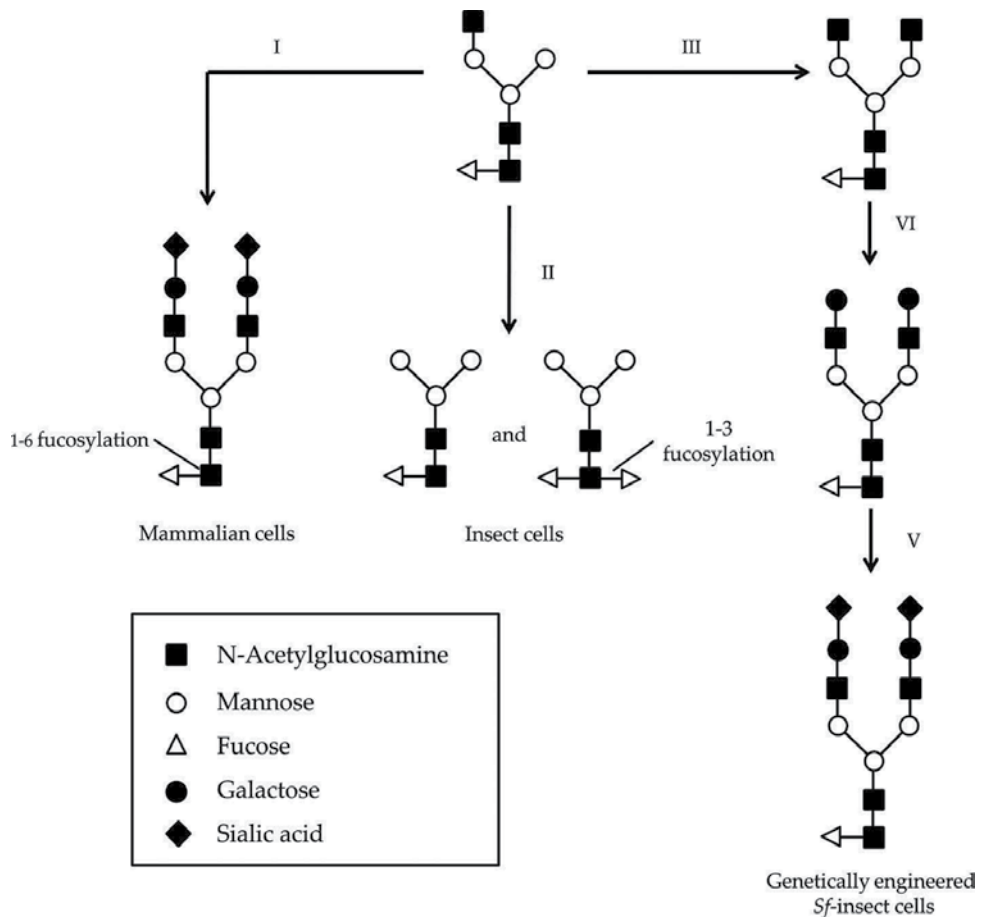 I
III
VI
II
1-6 fucosylation
and
1-3
fucosylation
V
Mammalian cells
Insect cells
N-Acetylglucosamine
Mannose
Fucose
Galactose
Sialic acid
Genetically engineered
Sf-insect cells